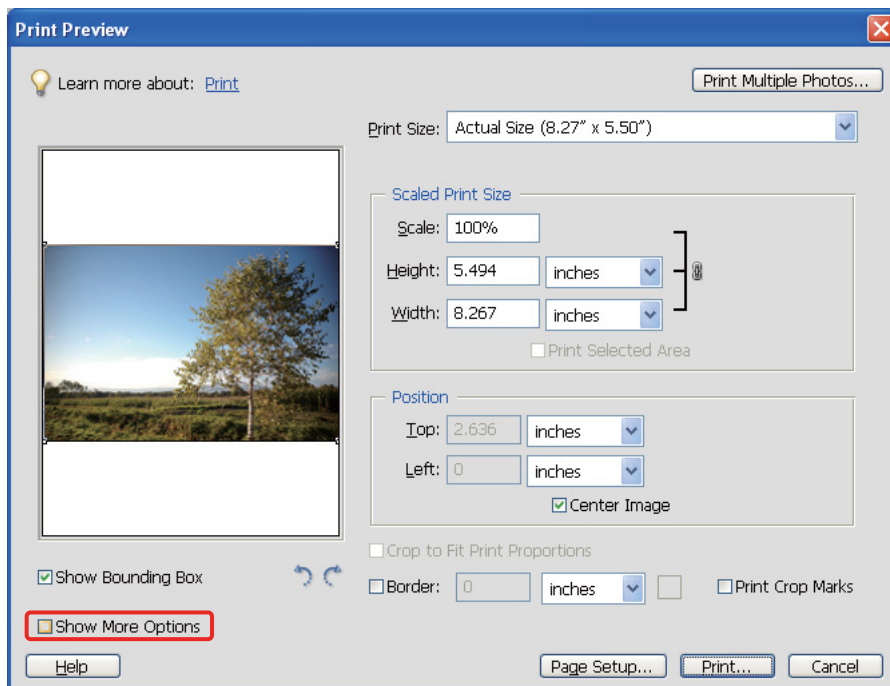 Print Preview
Learn more about: Print
Print Multiple Photos...
Print Size: Actual Size (8.27" x 5.50")
Scaled Print Size
Scale: 100%
Height: 5.494 inches
Width: 8.267 inches
Print Selected Area
Position
Top: 2.636 inches
Left: 0 inches
Center Image
Crop to Fit Print Proportions
Show Bounding Box
Border: 0 inches Print Crop Marks
Show More Options
Help Page Setup... Print... Cancel